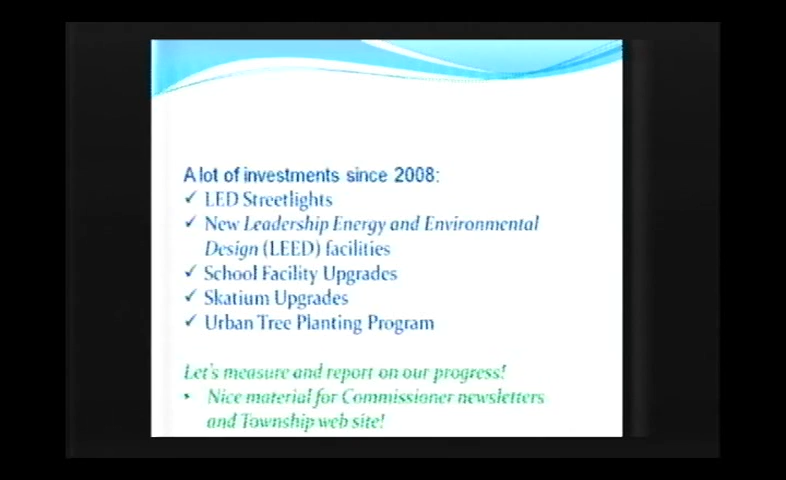 A lot of investments since 2008:
✓ LED Streetlights
✓ New Leadership Energy and Environmental
Design (LEED) facilities
✓ School Facility Upgrades
✓ Skatium Upgrades
✓ Urban Tree Planting Program
Let's measure and report on our progress!
• Nice material for Commissioner newsletters
and Township web site!